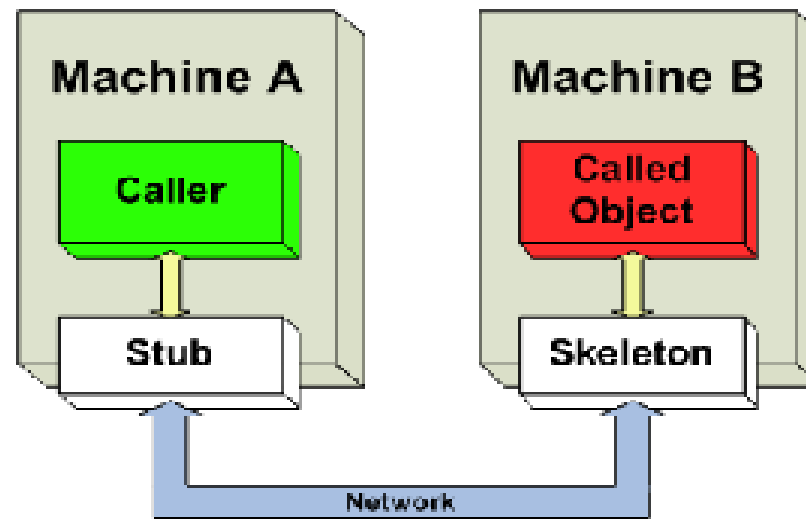 Machine A
Caller
Stub
Machine B
Called
Object
Skeleton
Network